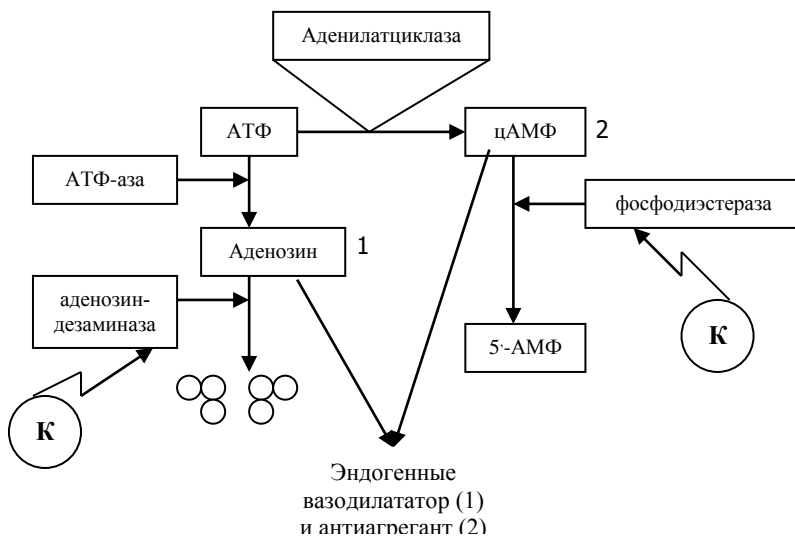 Аденилатциклаза
АТФ
цАМФ
2
АТФ-аза
фосфодиэстераза
Аденозин
1
аденозин-
дезаминаза
К
5·-АМФ
К
Эндогенные
вазодилататор (1)
и антиагрегант (2)